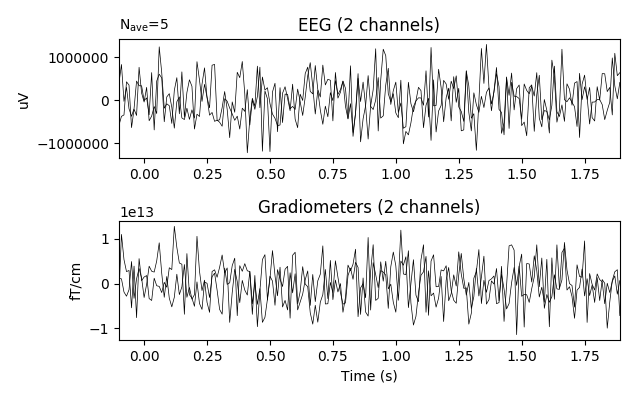 N_ave=5
EEG (2 channels)
1000000
0
−1000000
uV
0.00 0.25 0.50 0.75 1.00 1.25 1.50 1.75
1e13
Gradiometers (2 channels)
1
0
−1
fT/cm
0.00 0.25 0.50 0.75 1.00 1.25 1.50 1.75
Time (s)